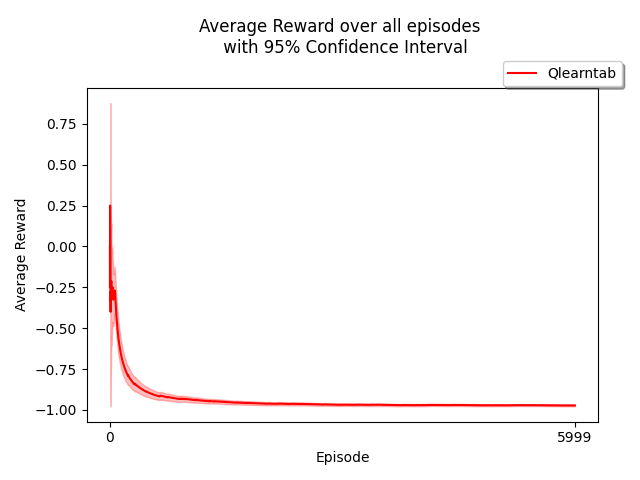 Average Reward over all episodes
with 95% Confidence Interval
Qlearntab
Average Reward
0.75
0.50
0.25
0.00
−0.25
−0.50
−0.75
−1.00
0
5999
Episode